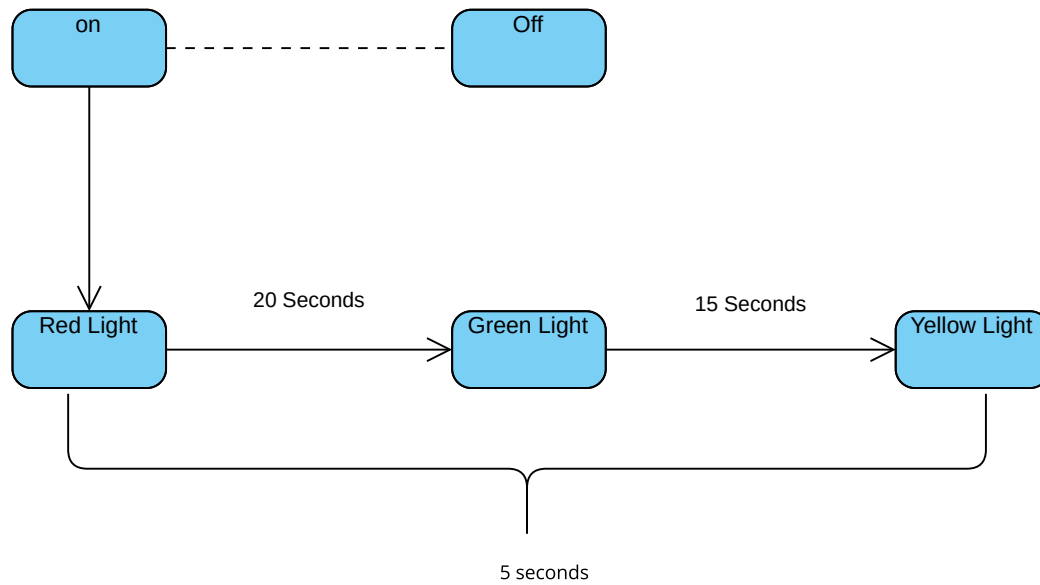 on
Off
20 Seconds
15 Seconds
Red Light
Green Light
Yellow Light
5 seconds